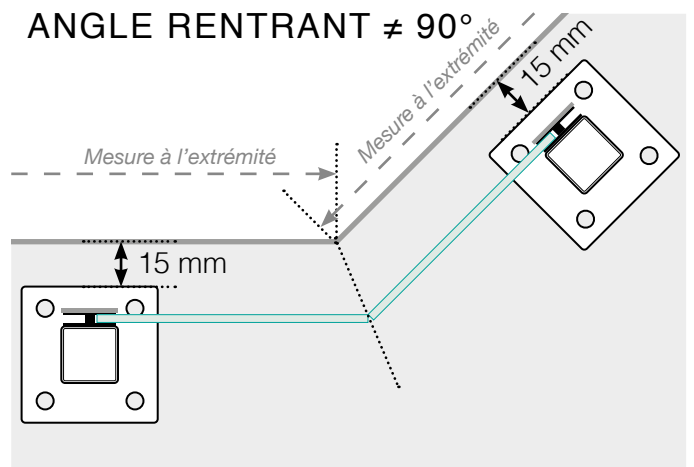 ANGLE RENTRANT ≠ 90°
15 mm
Mesure à l'extrémité
Mesure à l'extrémité
15 mm